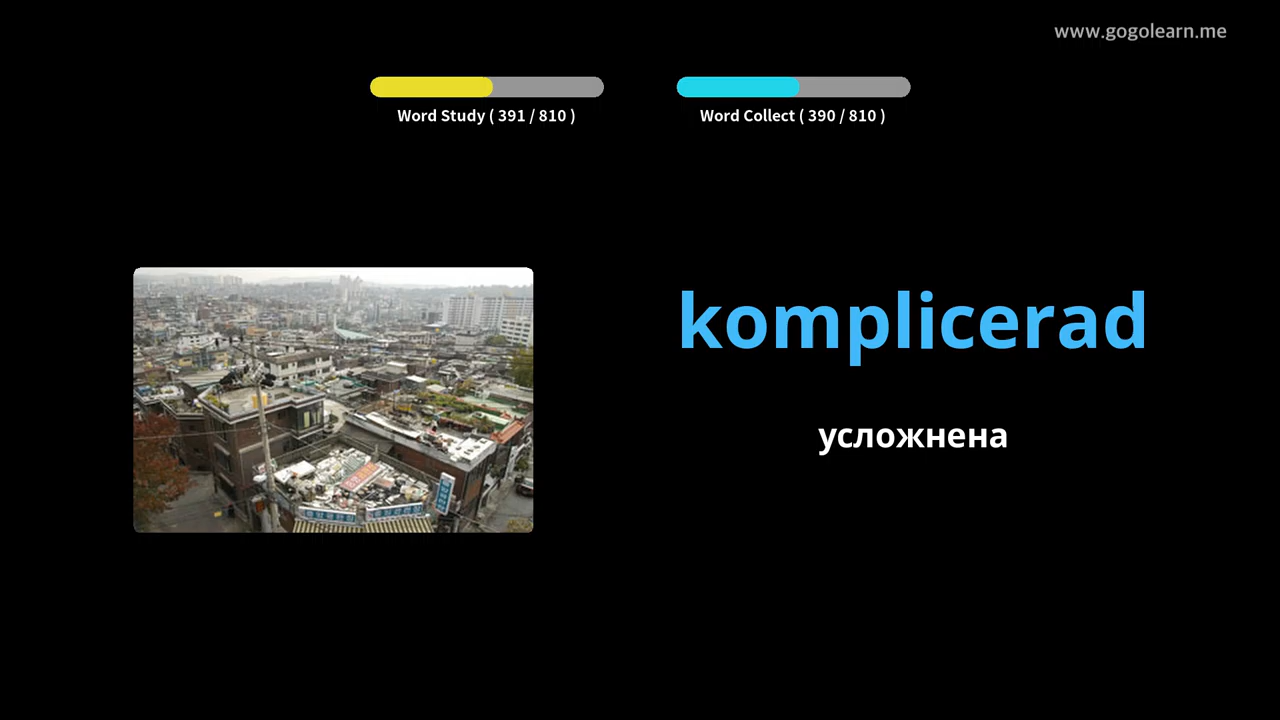 www.gogolearn.me
Word Study ( 391 / 810 )
Word Collect ( 390 / 810 )
komplicerad
усложнена